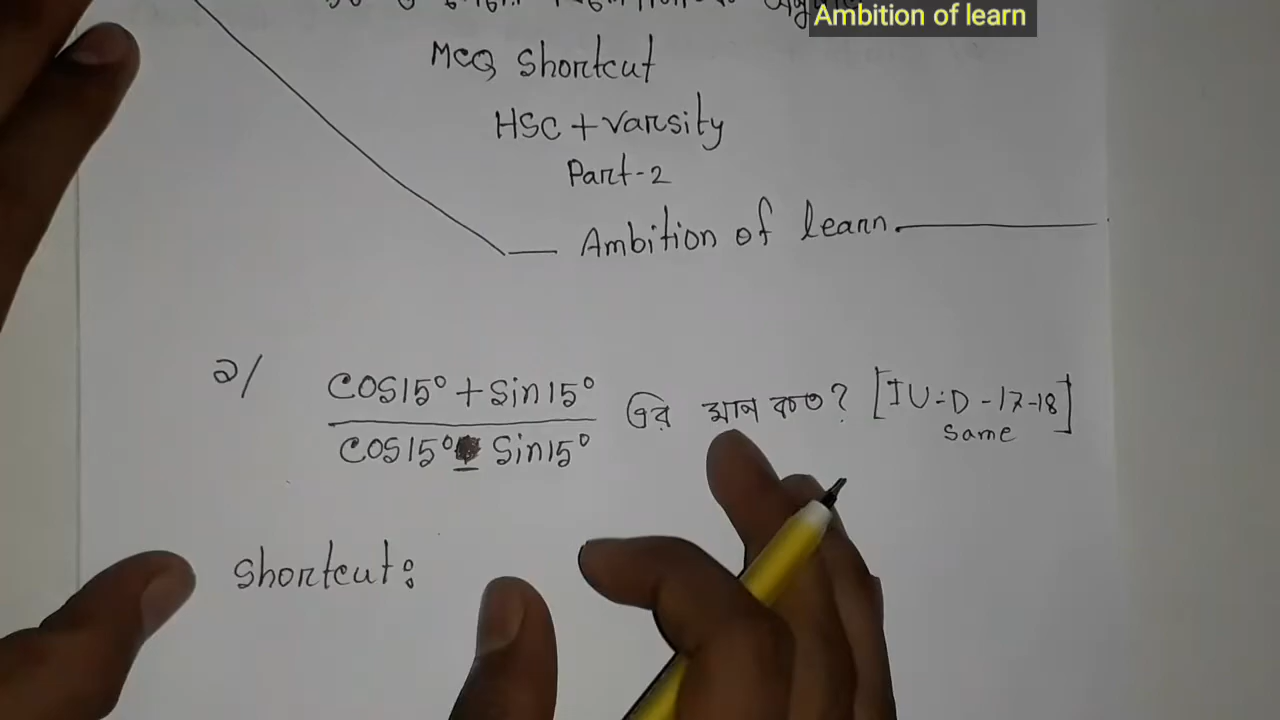 Ambition of learn
MCQ Shortcut
HSC + Varsity
Part-2
Ambition of learn
১/ cos15° + sin15° / cos15° - sin15° এর মান কত? [IU-D-17-18]
same
Shortcut: